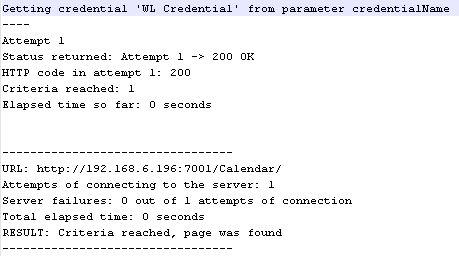 Getting credential 'WL Credential' from parameter credentialName
----
Attempt 1
Status returned: Attempt 1 -> 200 OK
HTTP code in attempt 1: 200
Criteria reached: 1
Elapsed time so far: 0 seconds
-------------------------------
URL: http://192.168.6.196:7001/Calendar/
Attempts of connecting to the server: 1
Server failures: 0 out of 1 attempts of connection
Total elapsed time: 0 seconds
RESULT: Criteria reached, page was found
-------------------------------